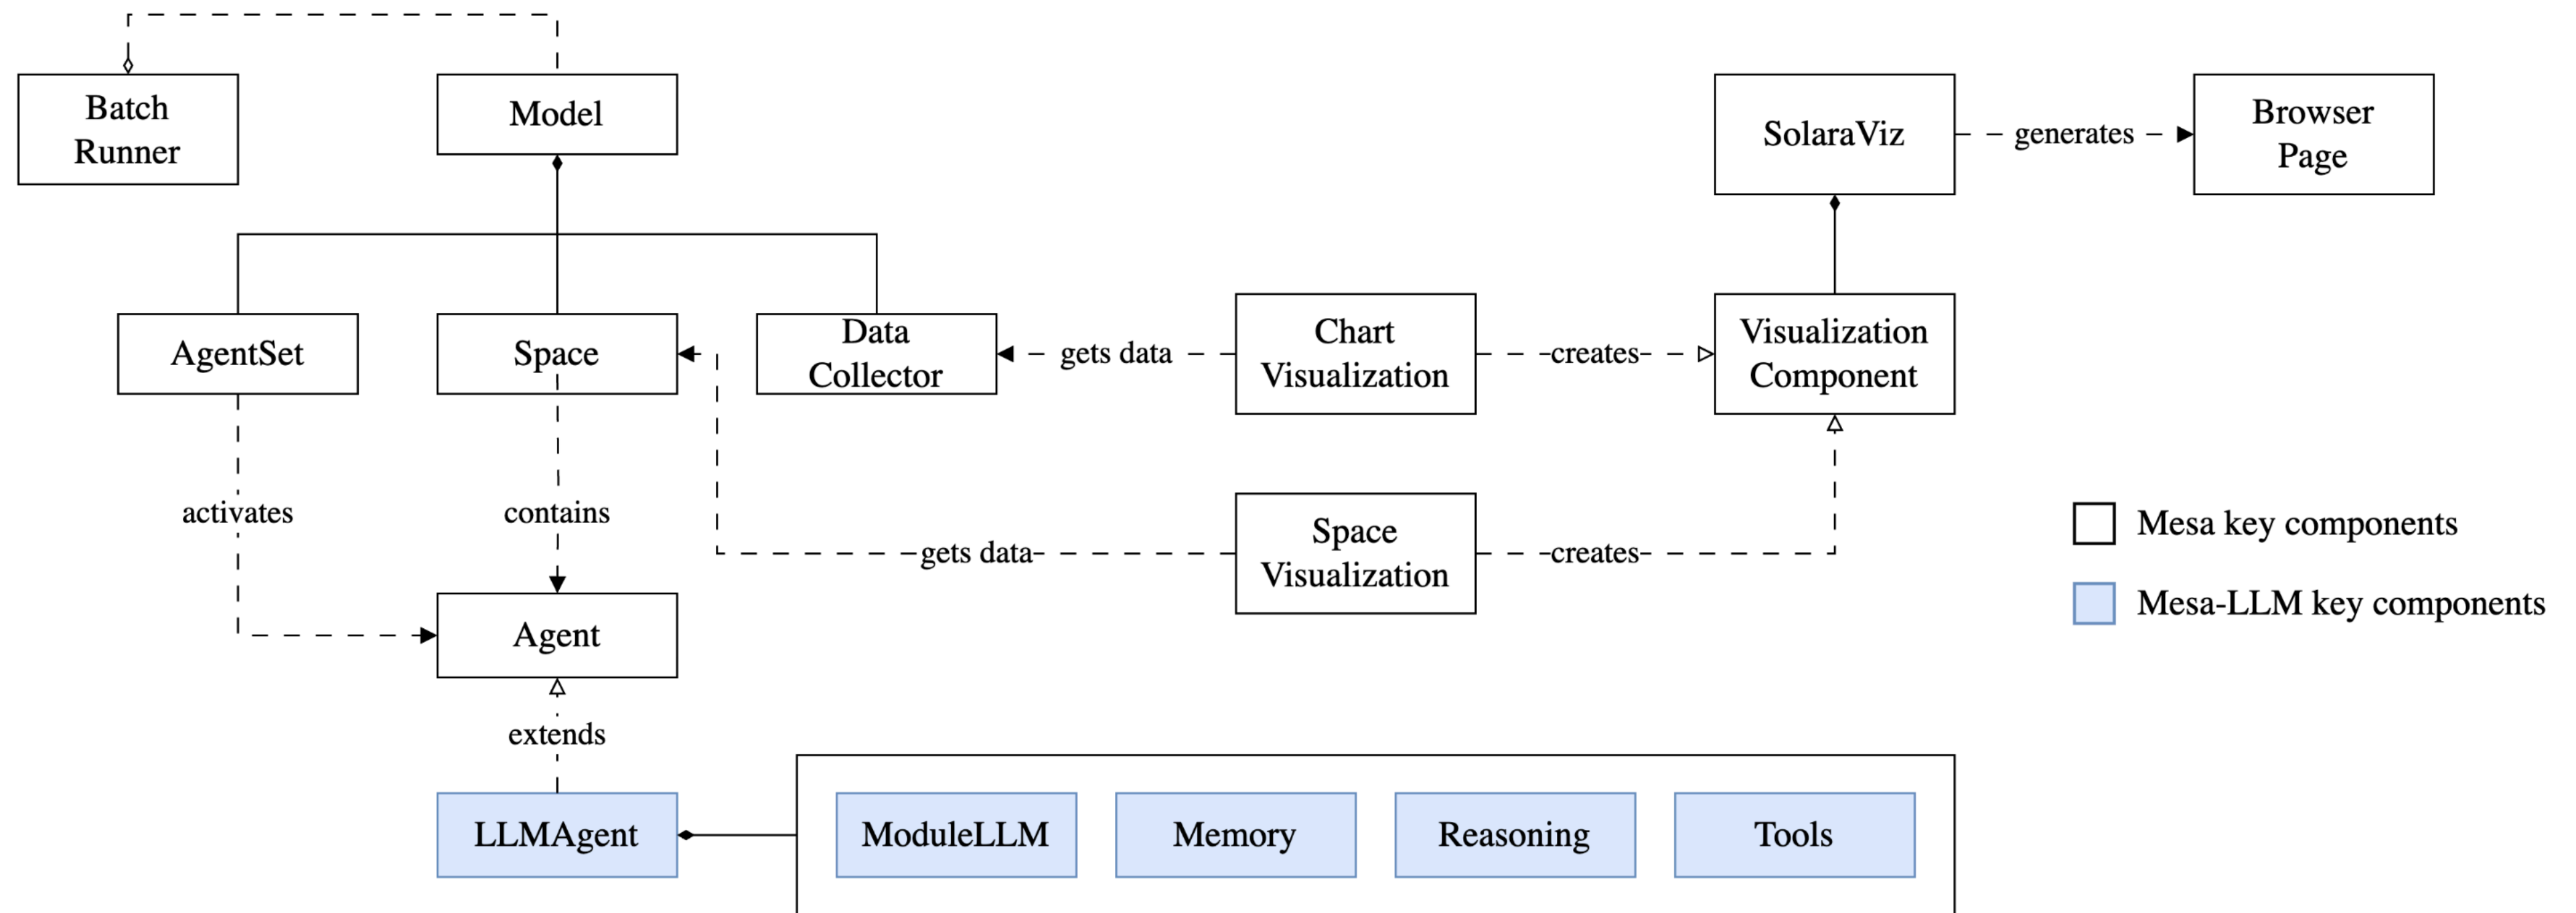 Batch
Runner
Model
SolaraViz
generates
Browser
Page
AgentSet
Space
Data
Collector
gets data
Chart
Visualization
creates
Visualization
Component
activates
contains
gets data
Space
Visualization
creates
Mesa key components
Mesa-LLM key components
Agent
extends
LLMAgent
ModuleLLM
Memory
Reasoning
Tools